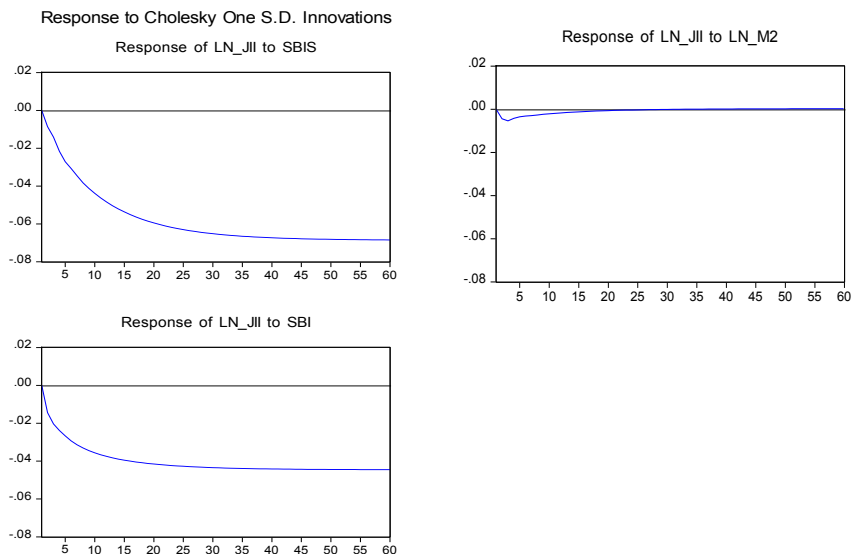 Response to Cholesky One S.D. Innovations
Response of LN_JII to SBIS
.02
.00
-.02
-.04
-.06
-.08
5 10 15 20 25 30 35 40 45 50 55 60
Response of LN_JII to LN_M2
.02
.00
-.02
-.04
-.06
-.08
5 10 15 20 25 30 35 40 45 50 55 60
Response of LN_JII to SBI
.02
.00
-.02
-.04
-.06
-.08
5 10 15 20 25 30 35 40 45 50 55 60